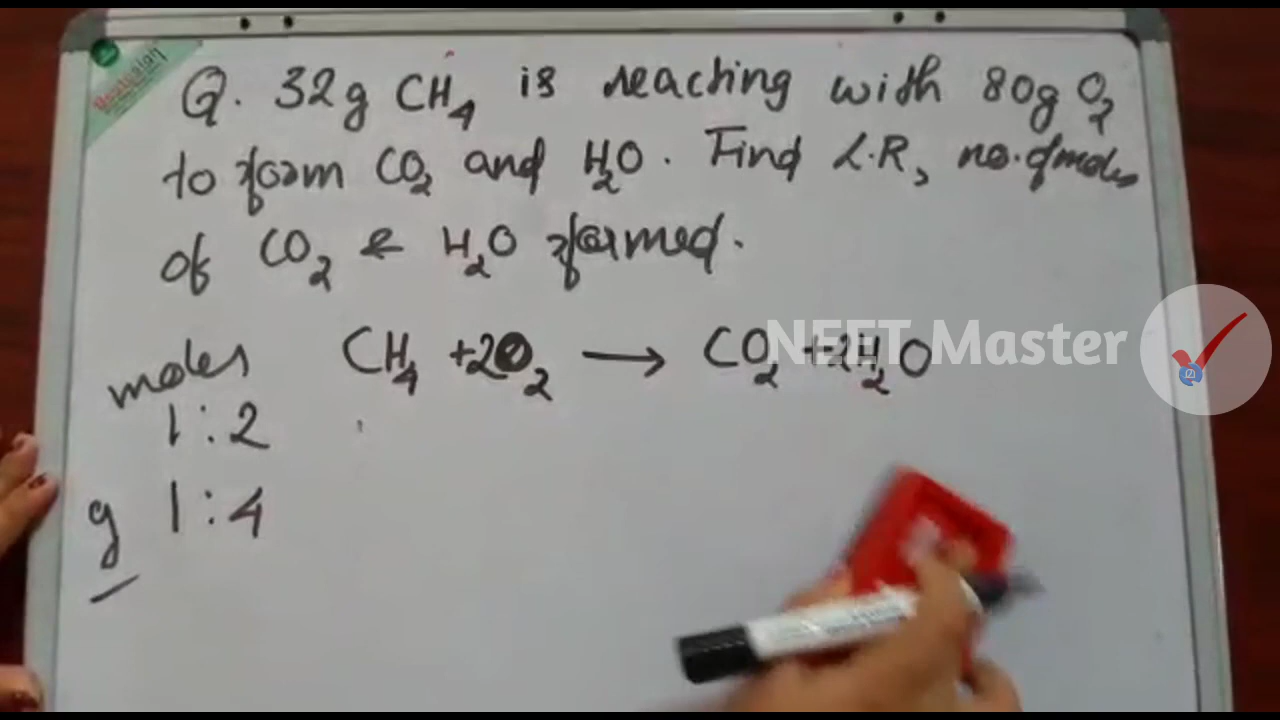 Q. 32g CH4 is reacting with 80g O2
to form CO2 and H2O. Find L.R, no. of moles
of CO2 & H2O formed.
moles CH4 + 2O2 → CO2 + 2H2O
NEET Master
1 : 2
g 1 : 4